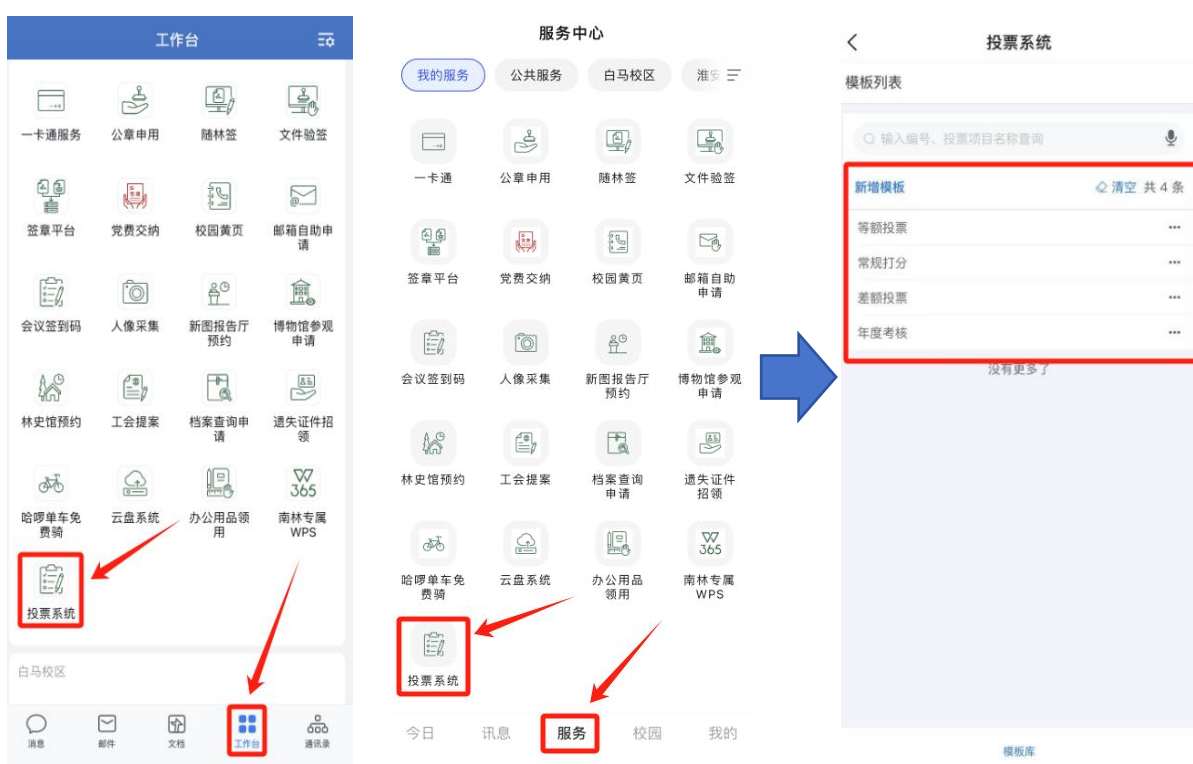 工作台
一卡通服务
公章申用
随林签
文件验签
签章平台
党费交纳
校园黄页
邮箱自助申
请
会议签到码
人像采集
新图报告厅
预约
博物馆参观
申请
林史馆预约
工会提案
档案查询申
请
遗失证件招
领
365
哈啰单车免
费骑
云盘系统
办公用品领
用
南林专属
WPS
投票系统
白马校区
消息
邮件
文档
工作台
通讯录
服务中心
我的服务
公共服务
白马校区
淮安
一卡通
公章申用
随林签
文件验签
签章平台
党费交纳
校园黄页
邮箱自助
申请
会议签到码
人像采集
新图报告厅
预约
博物馆参观
申请
林史馆预约
工会提案
档案查询
申请
遗失证件
招领
365
哈啰单车免
费骑
云盘系统
办公用品
领用
南林专属
WPS
投票系统
今日
讯息
服务
校园
我的
投票系统
模板列表
输入编号、投票项目名称查询
新增模板
清空 共 4 条
等额投票
常规打分
差额投票
年度考核
没有更多了
模板库